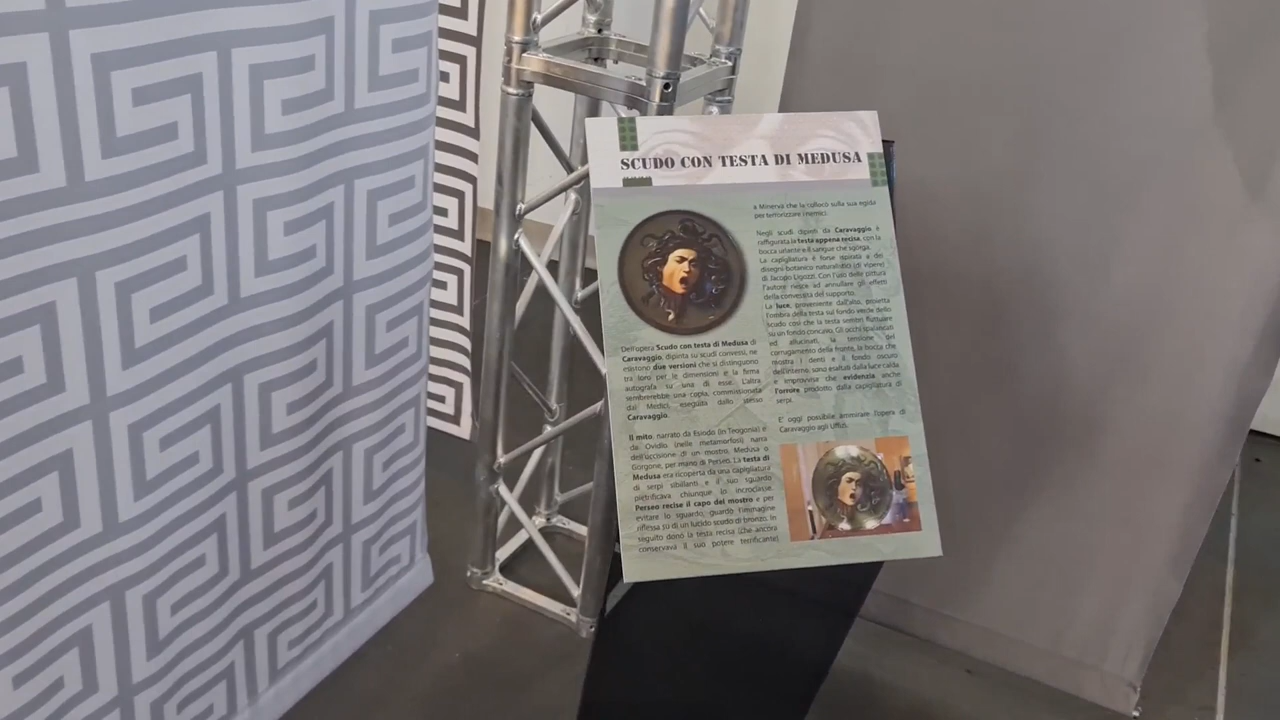 SCUDO CON TESTA DI MEDUSA
Dell'opera Scudo con testa di Medusa di
Caravaggio, dipinta su scudi convessi, ne
esistono due versioni che si distinguono
tra loro per le dimensioni e la firma
autografa su una di esse. L'altra
sembrerebbe una copia, commissionata
dai Medici, eseguita dallo stesso
Caravaggio.
Il mito, narrato da Esiodo (in Teogonia) e
da Ovidio (nelle metamorfosi) narra
dell'uccisione di un mostro, Medusa o
Gorgone, per mano di Perseo. La testa di
Medusa era ricoperta da una capigliatura
di serpi sibilanti e il suo sguardo
pietrificava chiunque lo incrociasse.
Perseo recise il capo del mostro e per
evitare lo sguardo, guardò l'immagine
riflessa su di un lucido scudo di bronzo. In
seguito donò la testa recisa (che ancora
conservava il suo potere terrificante)
a Minerva che la collocò sulla sua egida
per terrorizzare i nemici.
Negli scudi dipinti da Caravaggio è
raffigurata la testa appena recisa, con la
bocca urlante e il sangue che sgorga.
La capigliatura è forse ispirata a dei
disegni botanico naturalistici (di vipere)
di Jacopo Ligozzi. Con l'uso delle pittura
l'autore riesce ad annullare gli effetti
della convessità del supporto.
La luce, proveniente dall'alto, proietta
l'ombra della testa sul fondo verde dello
scudo così che la testa sembri fluttuare
su un fondo concavo. Gli occhi spalancati
ed allucinati, la tensione del
corrugamento della fronte, la bocca che
mostra i denti e il fondo oscuro
dell'interno, sono esaltati dalla luce calda
e improvvisa che evidenzia anche
l'orrore prodotto dalla capigliatura di
serpi.
E' oggi possibile ammirare l'opera di
Caravaggio agli Uffizi.